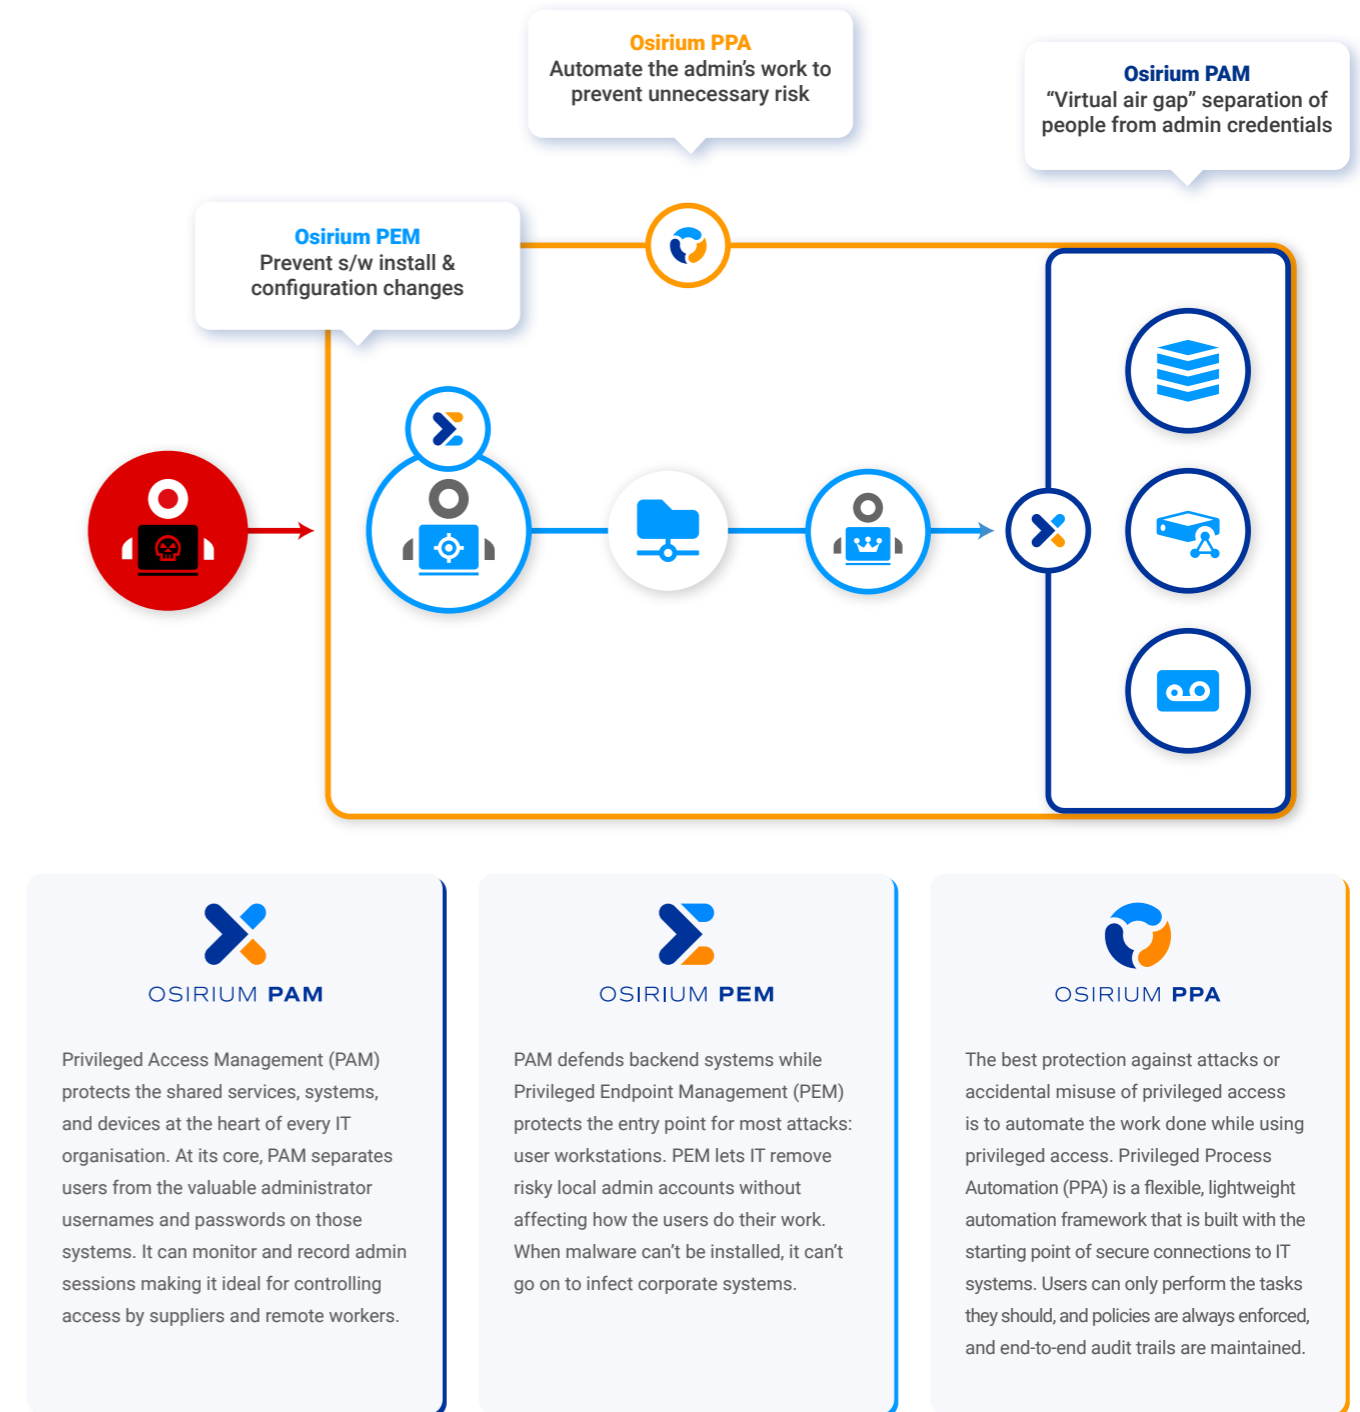 Osirium PPA
Automate the admin’s work to
prevent unnecessary risk
Osirium PAM
“Virtual air gap” separation of
people from admin credentials
Osirium PEM
Prevent s/w install &
configuration changes
OSIRIUM PAM
Privileged Access Management (PAM)
protects the shared services, systems,
and devices at the heart of every IT
organisation. At its core, PAM separates
users from the valuable administrator
usernames and passwords on those
systems. It can monitor and record admin
sessions making it ideal for controlling
access by suppliers and remote workers.
OSIRIUM PEM
PAM defends backend systems while
Privileged Endpoint Management (PEM)
protects the entry point for most attacks:
user workstations. PEM lets IT remove
risky local admin accounts without
affecting how the users do their work.
When malware can’t be installed, it can’t
go on to infect corporate systems.
OSIRIUM PPA
The best protection against attacks or
accidental misuse of privileged access
is to automate the work done while using
privileged access. Privileged Process
Automation (PPA) is a flexible, lightweight
automation framework that is built with the
starting point of secure connections to IT
systems. Users can only perform the tasks
they should, and policies are always enforced,
and end-to-end audit trails are maintained.